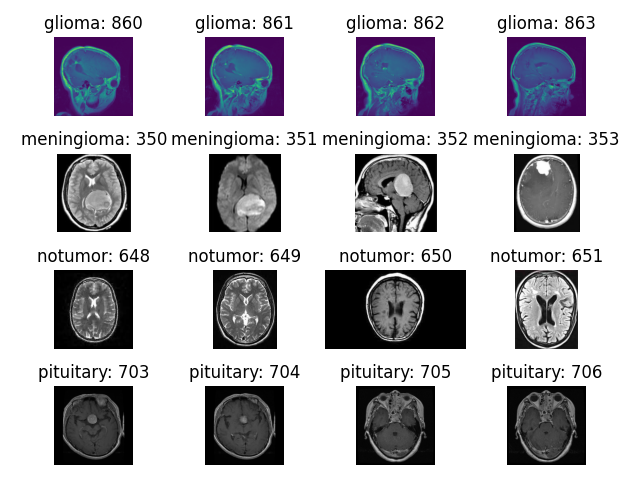 glioma: 860 glioma: 861 glioma: 862 glioma: 863
meningioma: 350 meningioma: 351 meningioma: 352 meningioma: 353
notumor: 648 notumor: 649 notumor: 650 notumor: 651
pituitary: 703 pituitary: 704 pituitary: 705 pituitary: 706